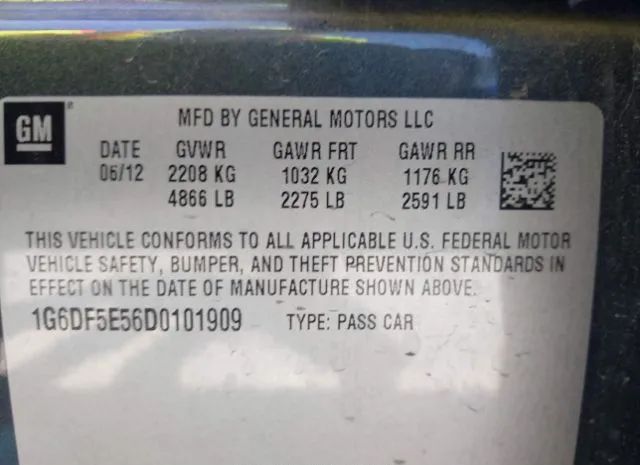 GM®
MFD BY GENERAL MOTORS LLC
DATE GVWR GAWR FRT GAWR RR
06/12 2208 KG 1032 KG 1176 KG
4866 LB 2275 LB 2591 LB
THIS VEHICLE CONFORMS TO ALL APPLICABLE U.S. FEDERAL MOTOR
VEHICLE SAFETY, BUMPER, AND THEFT PREVENTION STANDARDS IN
EFFECT ON THE DATE OF MANUFACTURE SHOWN ABOVE.
1G6DF5E56D0101909 TYPE: PASS CAR